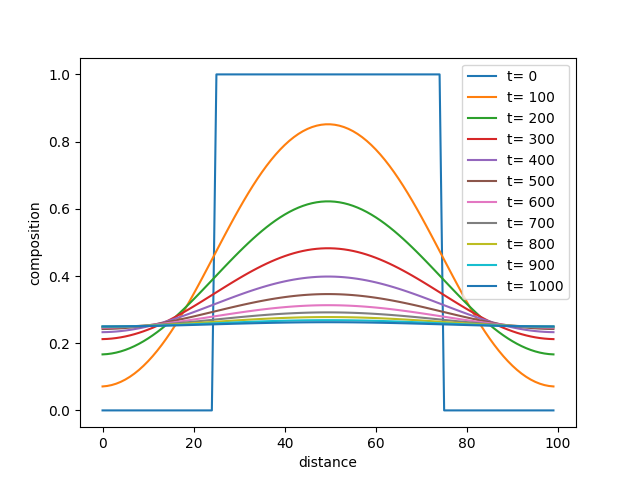 1.0
0.8
0.6
0.4
0.2
0.0
composition
t= 0
t= 100
t= 200
t= 300
t= 400
t= 500
t= 600
t= 700
t= 800
t= 900
t= 1000
0 20 40 60 80 100
distance